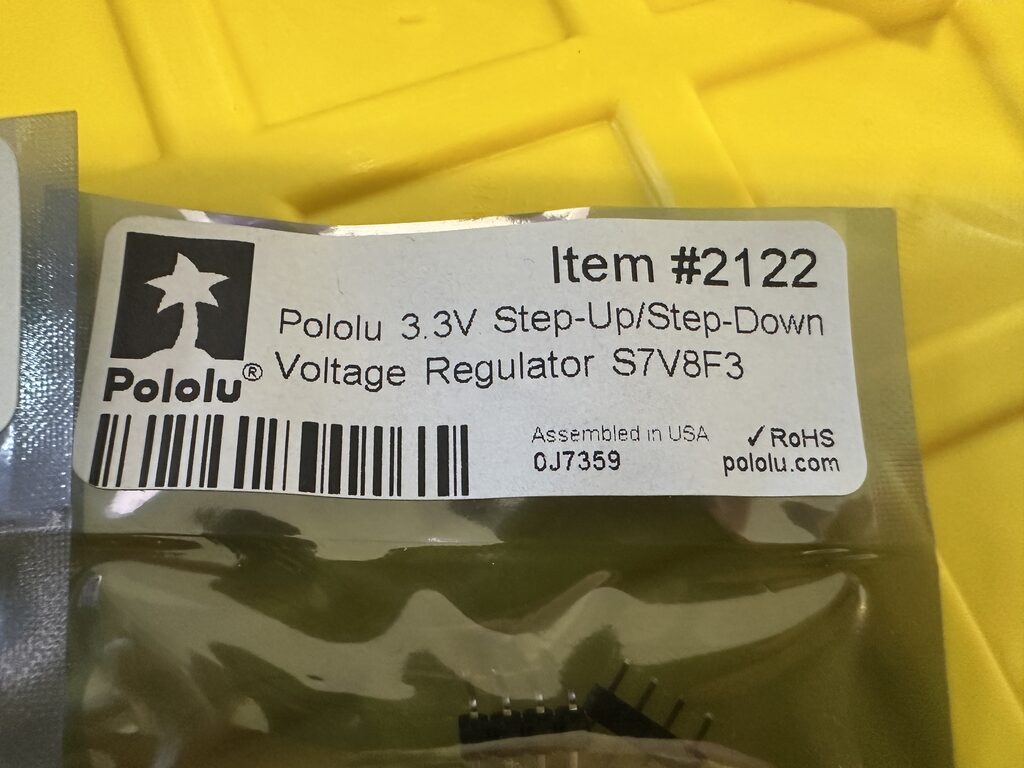 Item #2122
Pololu 3.3V Step-Up/Step-Down
Voltage Regulator S7V8F3
Pololu®
Assembled in USA
✓RoHS
0J7359
pololu.com